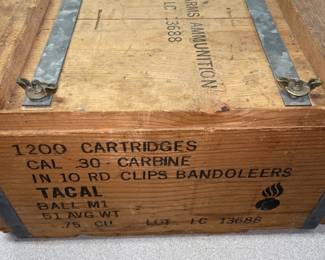 ARMS AMMUNITION
LC 13688
1200 CARTRIDGES
CAL .30 CARBINE
IN 10 RD CLIPS BANDOLEERS
TACAL
BALL M1
51 AVG WT
.75 CU LOT LC 13688